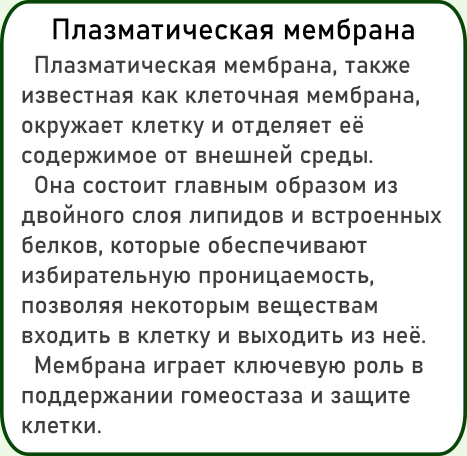 Плазматическая мембрана
Плазматическая мембрана, также
известная как клеточная мембрана,
окружает клетку и отделяет её
содержимое от внешней среды.
Она состоит главным образом из
двойного слоя липидов и встроенных
белков, которые обеспечивают
избирательную проницаемость,
позволяя некоторым веществам
входить в клетку и выходить из неё.
Мембрана играет ключевую роль в
поддержании гомеостаза и защите
клетки.